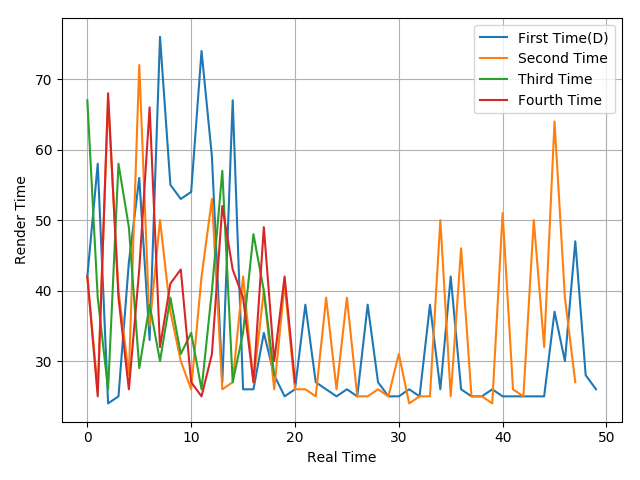 First Time(D)
Second Time
Third Time
Fourth Time
70
60
50
40
30
Render Time
0 10 20 30 40 50
Real Time